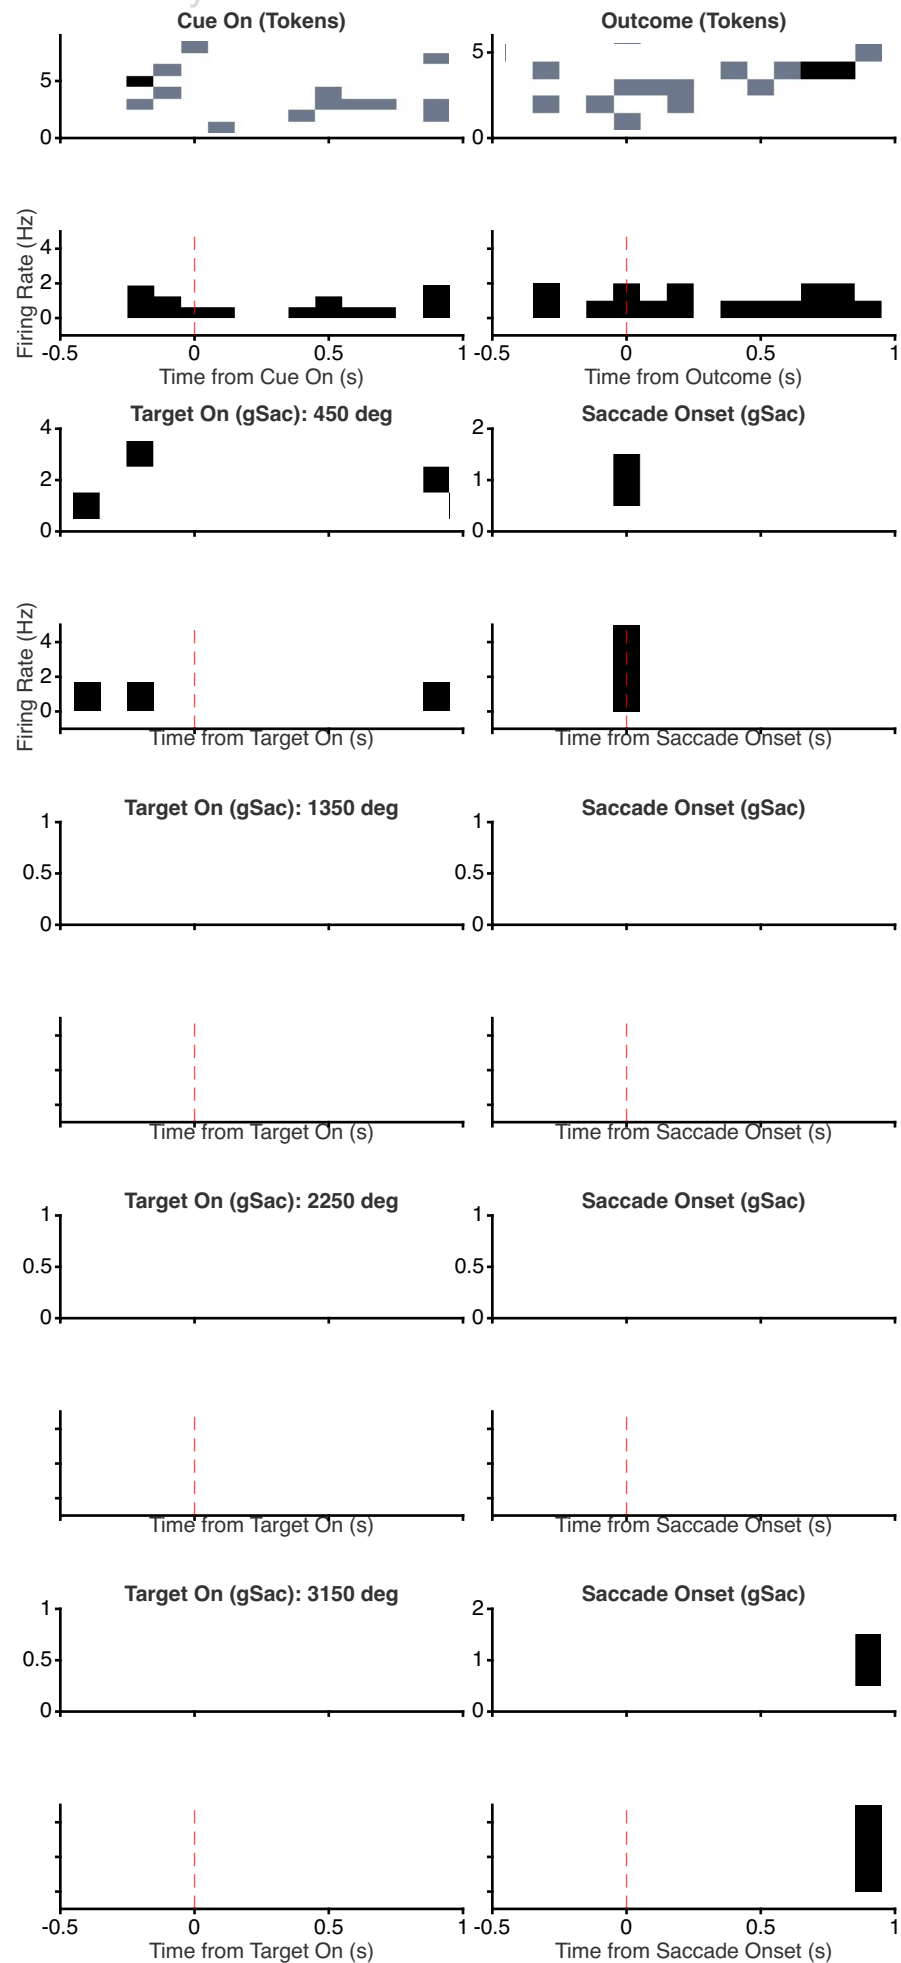 Cue On (Tokens) Outcome (Tokens)
5 5
0 0
Firing Rate (Hz)
4
2
0
-0.5 0 0.5 1 -0.5 0 0.5 1
Time from Cue On (s) Time from Outcome (s)
Target On (gSac): 450 deg Saccade Onset (gSac)
4 2
2 1
0 0
Firing Rate (Hz)
4
2
0
Time from Target On (s) Time from Saccade Onset (s)
Target On (gSac): 1350 deg Saccade Onset (gSac)
1 1
0.5 0.5
0 0
Time from Target On (s) Time from Saccade Onset (s)
Target On (gSac): 2250 deg Saccade Onset (gSac)
1 1
0.5 0.5
0 0
Time from Target On (s) Time from Saccade Onset (s)
Target On (gSac): 3150 deg Saccade Onset (gSac)
1 2
0.5 1
0 0
-0.5 0 0.5 1 -0.5 0 0.5 1
Time from Target On (s) Time from Saccade Onset (s)